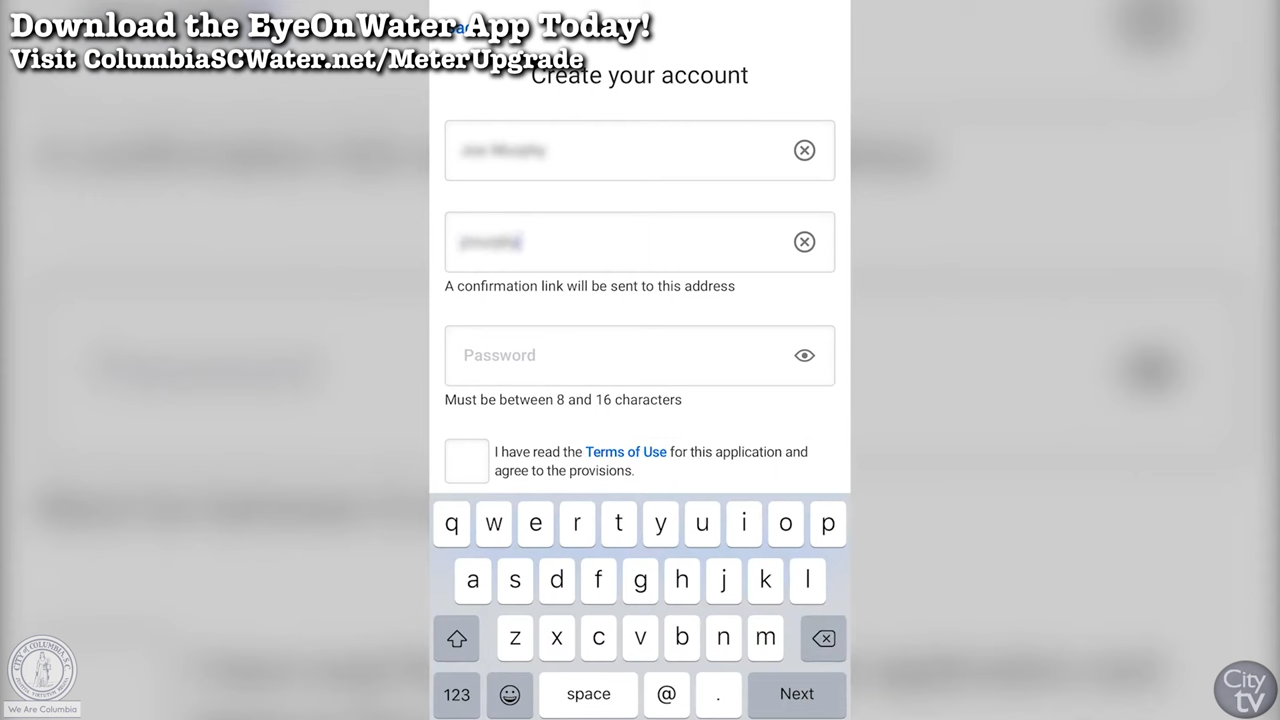 Download the EyeOnWater App Today!
Visit ColumbiaSCWater.net/MeterUpgrade
Create your account
A confirmation link will be sent to this address
Password
Must be between 8 and 16 characters
I have read the Terms of Use for this application and
agree to the provisions.
q w e r t y u i o p
a s d f g h j k l
z x c v b n m
123 space @ . Next
We Are Columbia
City
tv